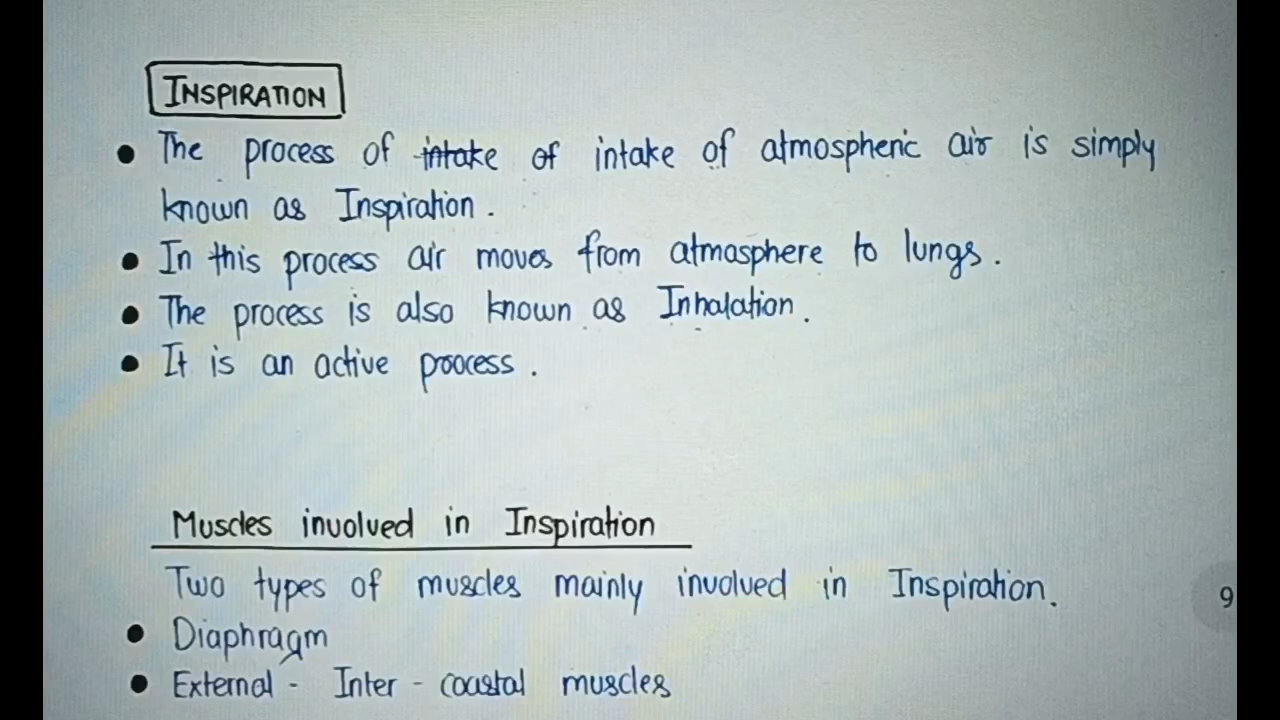 INSPIRATION
• The process of intake of intake of atmospheric air is simply
known as Inspiration.
• In this process air moves from atmosphere to lungs.
• The process is also known as Inhalation.
• It is an active process.
Muscles involved in Inspiration
Two types of muscles mainly involved in Inspiration.
9
• Diaphragm
• External - Inter - coastal muscles